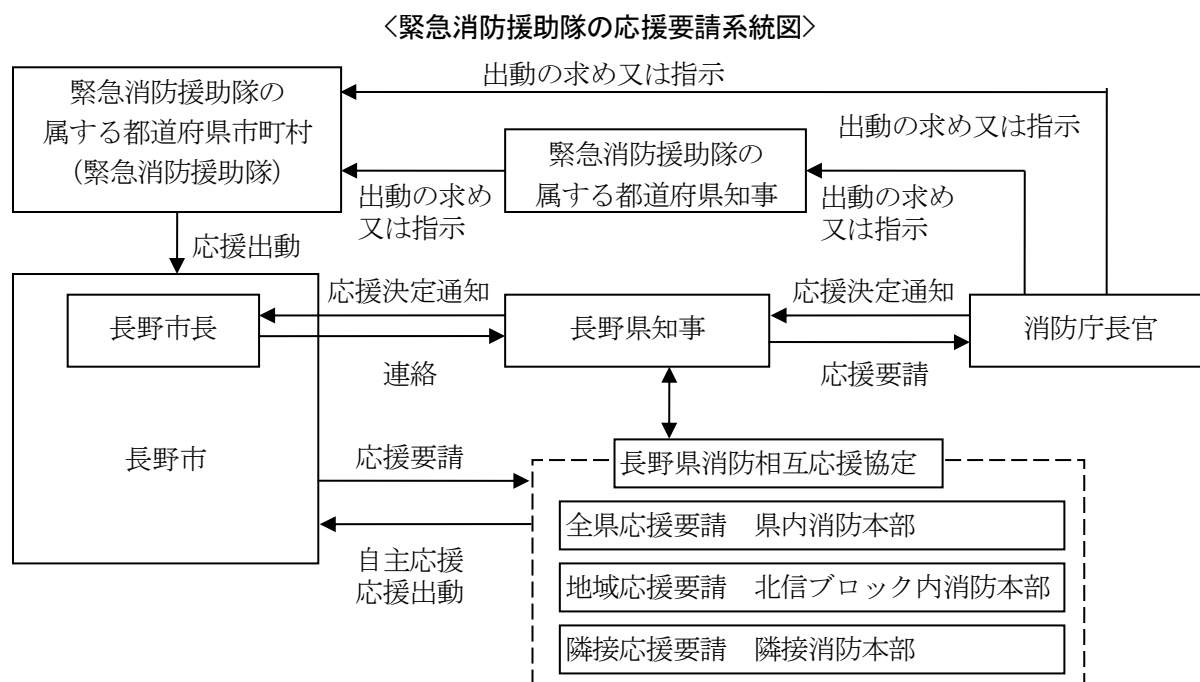 <緊急消防援助隊の応援要請系統図>
出動の求め又は指示
緊急消防援助隊の
属する都道府県市町村
(緊急消防援助隊)
出動の求め又は指示
緊急消防援助隊の
属する都道府県知事
出動の求め
又は指示
出動の求め
又は指示
応援出動
応援決定通知
応援決定通知
長野市長
長野県知事
消防庁長官
連絡
応援要請
長野市
応援要請
長野県消防相互応援協定
全県応援要請　県内消防本部
自主応援
応援出動
地域応援要請　北信ブロック内消防本部
隣接応援要請　隣接消防本部